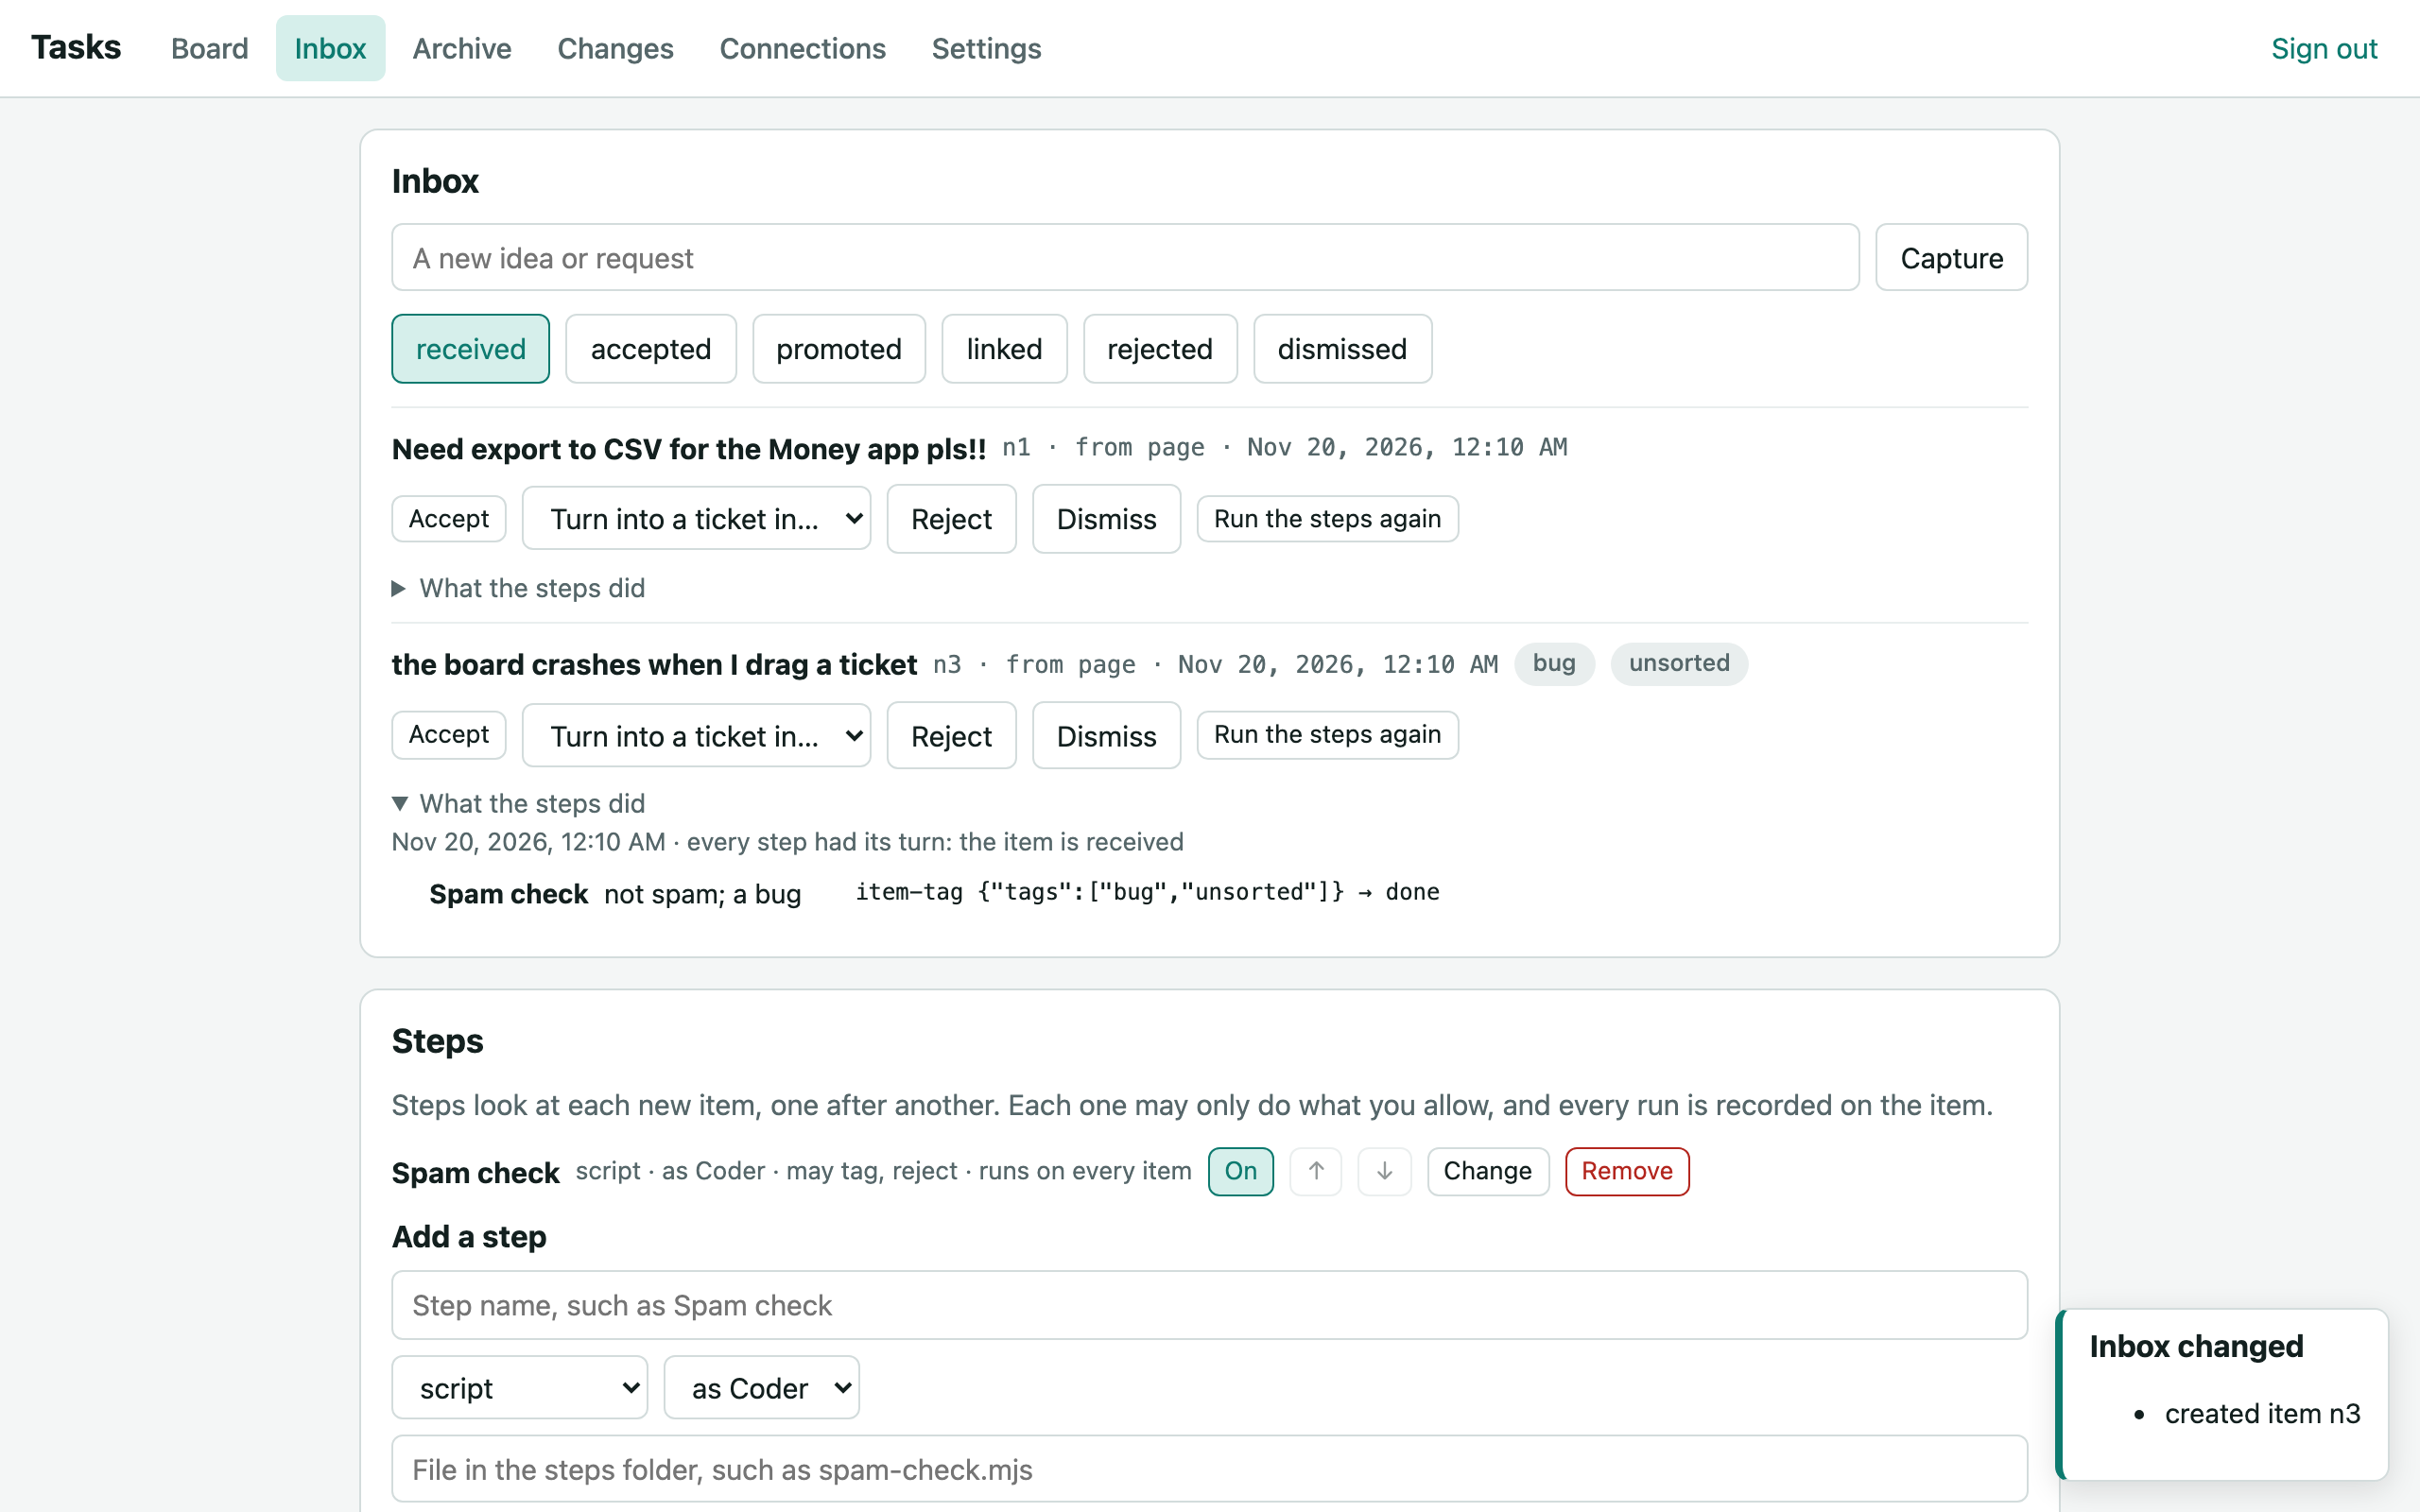 Tasks Board Inbox Archive Changes Connections Settings Sign out
Inbox
A new idea or request Capture
received accepted promoted linked rejected dismissed
Need export to CSV for the Money app pls!! n1 · from page · Nov 20, 2026, 12:10 AM
Accept Turn into a ticket in... Reject Dismiss Run the steps again
▶ What the steps did
the board crashes when I drag a ticket n3 · from page · Nov 20, 2026, 12:10 AM bug unsorted
Accept Turn into a ticket in... Reject Dismiss Run the steps again
▼ What the steps did
Nov 20, 2026, 12:10 AM · every step had its turn: the item is received
Spam check not spam; a bug item-tag {"tags":["bug","unsorted"]} → done
Steps
Steps look at each new item, one after another. Each one may only do what you allow, and every run is recorded on the item.
Spam check script · as Coder · may tag, reject · runs on every item On ↑ ↓ Change Remove
Add a step
Step name, such as Spam check
script as Coder
File in the steps folder, such as spam-check.mjs
Inbox changed
• created item n3